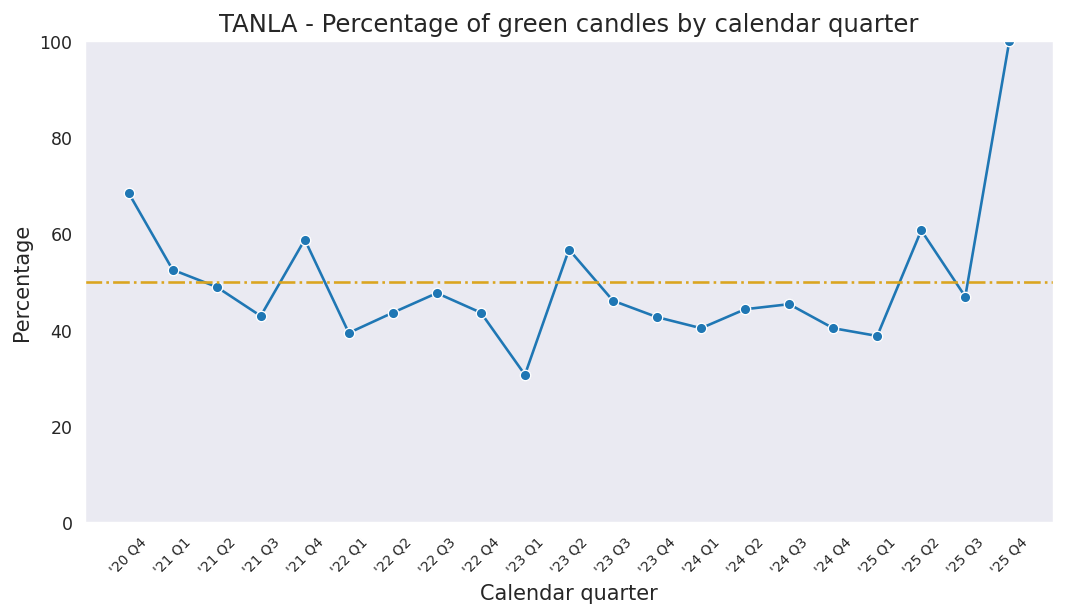 TANLA - Percentage of green candles by calendar quarter
100
80
60
40
20
0
Percentage
'20 Q4
'21 Q1
'21 Q2
'21 Q3
'21 Q4
'22 Q1
'22 Q2
'22 Q3
'22 Q4
'23 Q1
'23 Q2
'23 Q3
'23 Q4
'24 Q1
'24 Q2
'24 Q3
'24 Q4
'25 Q1
'25 Q2
'25 Q3
'25 Q4
Calendar quarter